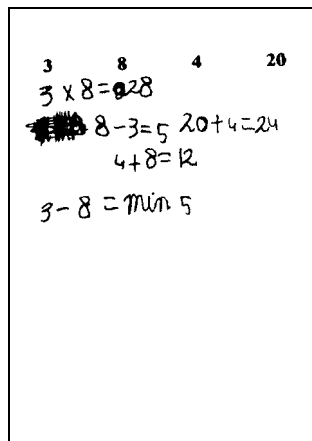 3 8 4 20
3 x 8 = 28
8 - 3 = 5 20 + 4 = 24
4 + 8 = 12
3 - 8 = min 5